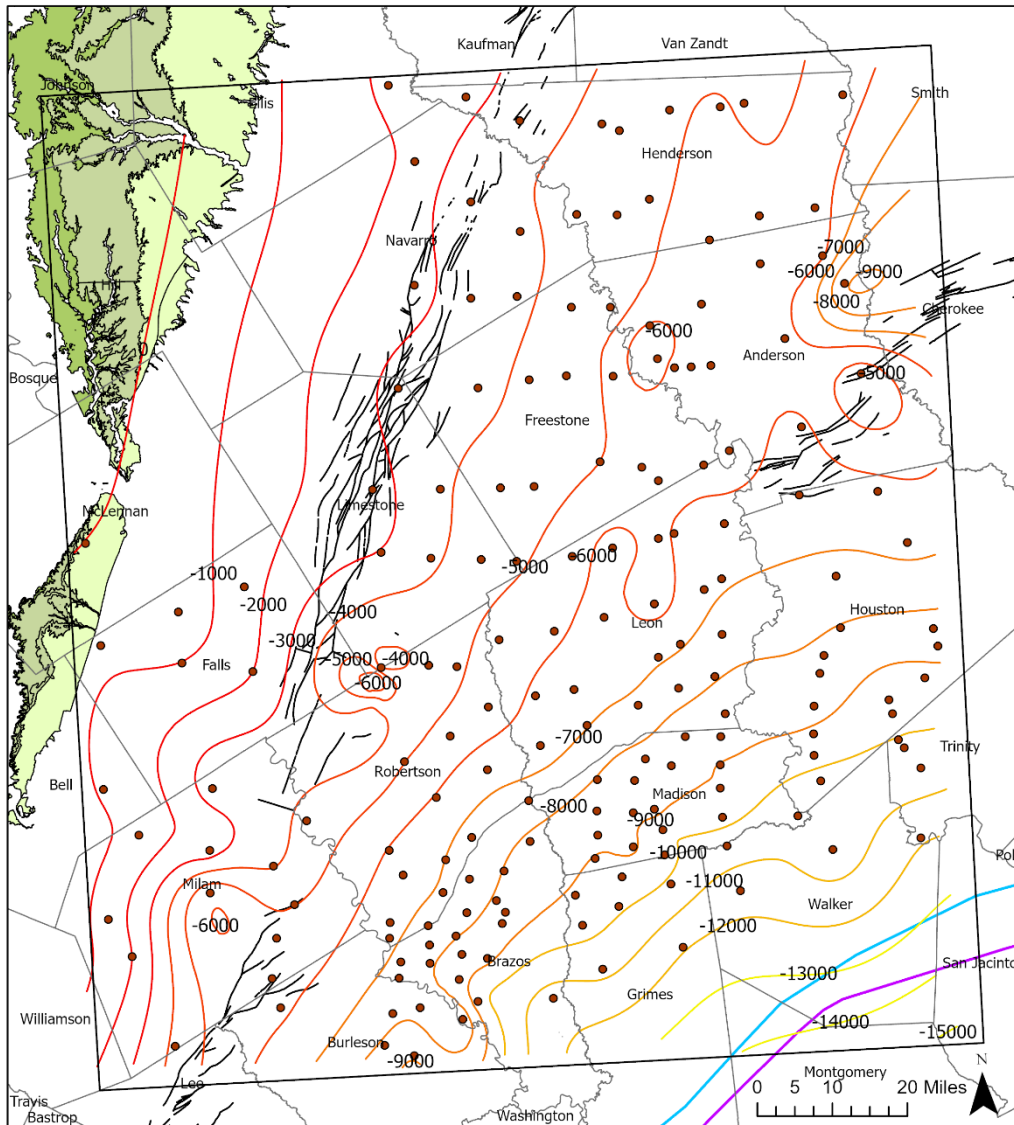 Kaufman
Van Zandt
Johnson
Ellis
Smith
Henderson
Navarro
-7000
-6000
-9000
-8000
Hill
Cherokee
-6000
0
Anderson
Bosque
-5000
Freestone
Limestone
McLennan
-6000
-5000
-1000
-2000
-4000
Houston
Leon
-3000
-5000
-4000
Falls
-6000
-7000
Trinity
Robertson
Bell
Madison
-8000
-9000
-10000
-11000
Milam
Walker
-6000
-12000
Brazos
San Jacinto
-13000
Grimes
Williamson
-14000
-15000
Burleson
-9000
N
Montgomery
Lee
0 5 10 20 Miles
Travis
Bastrop
Washington